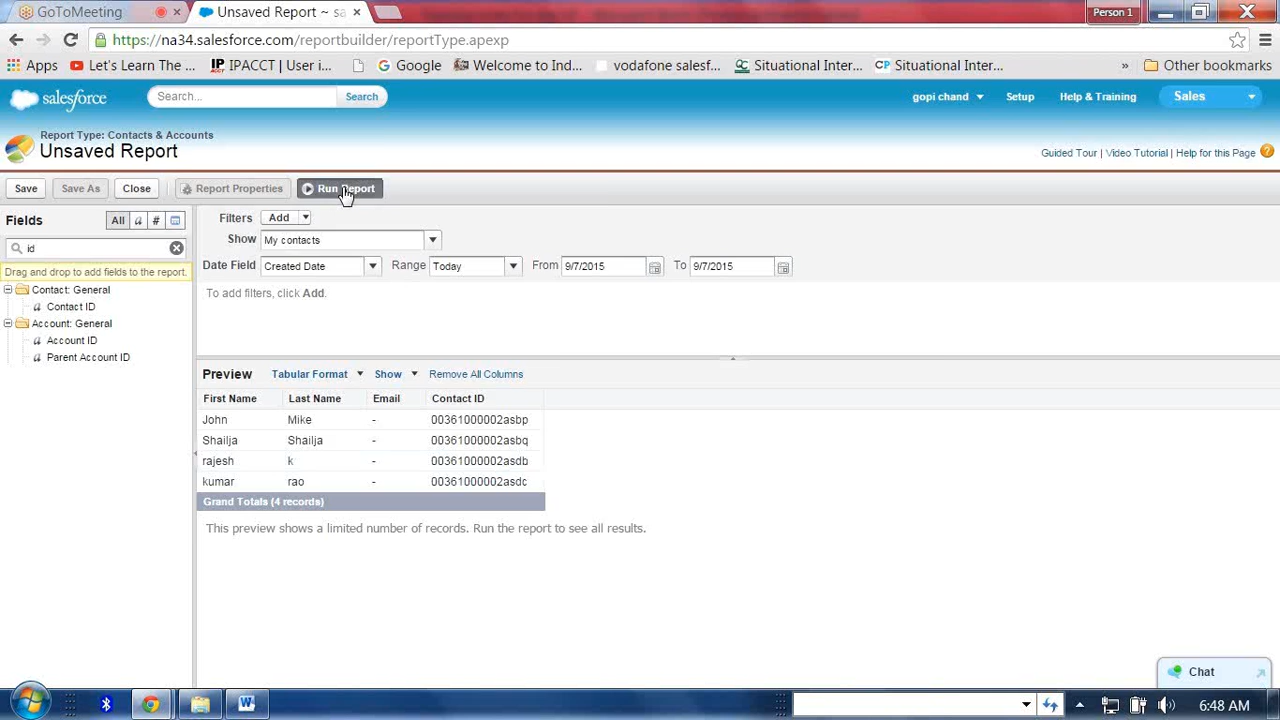 GoToMeeting
Unsaved Report ~ sa
Person 1
https://na34.salesforce.com/reportbuilder/reportType.apexp
Apps
Let's Learn The ...
IPACCT | User i...
Google
Welcome to Ind...
vodafone salesf...
Situational Inter...
Situational Inter...
»
Other bookmarks
salesforce
Search...
Search
gopi chand
Setup
Help & Training
Sales
Report Type: Contacts & Accounts
Unsaved Report
Guided Tour | Video Tutorial | Help for this Page
Save
Save As
Close
Report Properties
Run Report
Fields
All
a
#
id
Drag and drop to add fields to the report.
Contact: General
a Contact ID
Account: General
a Account ID
a Parent Account ID
Filters Add
Show My contacts
Date Field Created Date Range Today From 9/7/2015 To 9/7/2015
To add filters, click Add.
Preview Tabular Format Show Remove All Columns
First Name Last Name Email Contact ID
John Mike - 00361000002asbp
Shailja Shailja - 00361000002asbq
rajesh k - 00361000002asdb
kumar rao - 00361000002asdc
Grand Totals (4 records)
This preview shows a limited number of records. Run the report to see all results.
Chat
6:48 AM